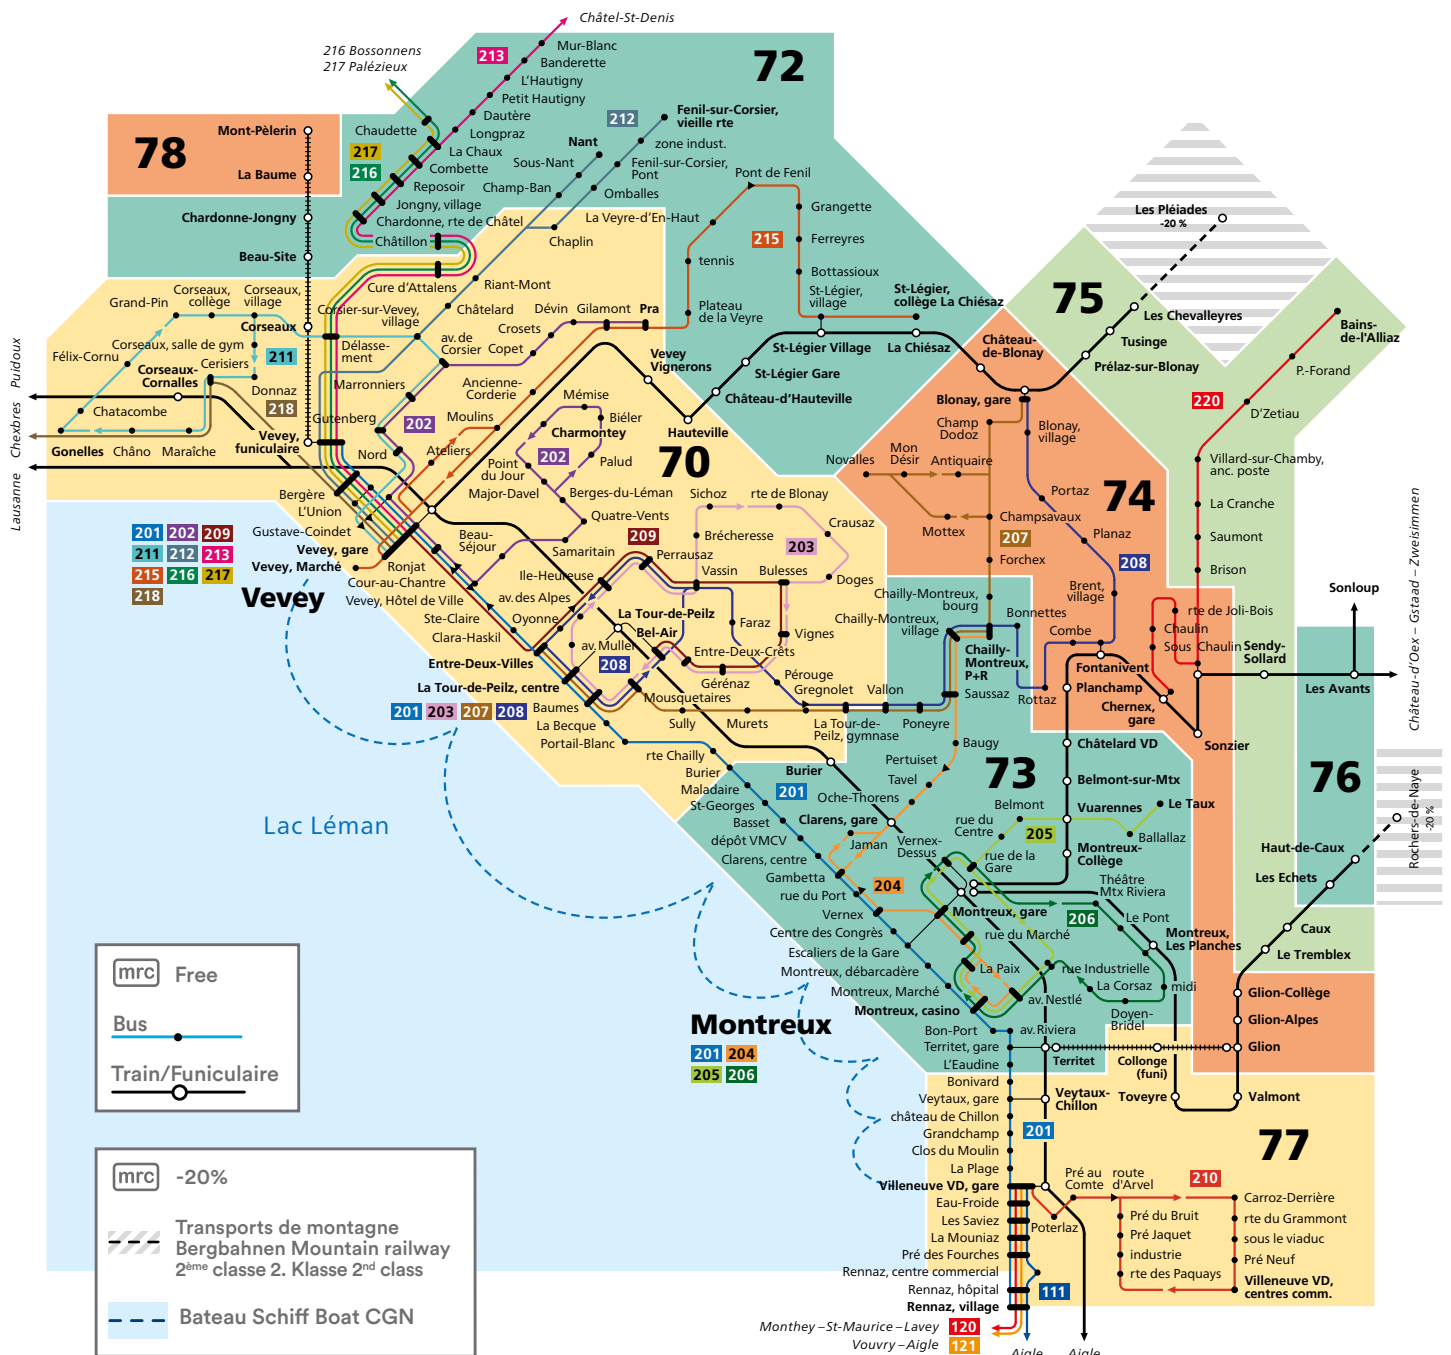 Châtel-St-Denis
216 Bossonnens
217 Palézieux
213
Mur-Blanc
Banderette
L'Hautigny
Petit Hautigny
Dautère
Longpraz
La Chaux
Combette
Reposoir
Jongny, village
Chardonne, rte de Châtel
Châtillon
Chaudette
217
216
72
212
Fenil-sur-Corsier,
vieille rte
zone indust.
Fenil-sur-Corsier,
Pont
Omballes
Nant
Sous-Nant
Champ-Ban
Chaplin
78
Mont-Pèlerin
La Baume
Chardonne-Jongny
Beau-Site
Corseaux
Pont de Fenil
La Veyre-d'En-Haut
Grangette
215
Ferreyres
tennis
Bottassioux
St-Légier,
village
St-Légier,
collège La Chiésaz
Plateau
de la Veyre
Les Pléiades
-20 %
75
Les Chevalleyres
Tusinge
Prélaz-sur-Blonay
Bains-
de-l'Alliaz
P.-Forand
D'Zetiau
220
Villard-sur-Chamby,
anc. poste
La Cranche
Saumont
Brison
Cure d'Attalens
Riant-Mont
Châtelard
Corsier-sur-Vevey,
village
Corseaux,
collège
Corseaux,
village
Grand-Pin
Corseaux, salle de gym
Félix-Cornu
Cerisiers
211
Corseaux-
Cornalles
Donnaz
218
Chatacombe
Gonelles
Châno
Maraîche
Puidoux
Chexbres
Lausanne
Délasse-
ment
av. de
Corsier
Crosets
Copet
Dévin
Gilamont
Pra
Marronniers
Ancienne-
Corderie
Gutenberg
202
Moulins
Vevey,
funiculaire
Nord
Ateliers
Bergère
L'Union
Gustave-Coindet
Vevey, gare
Vevey, Marché
Vevey
Vignerons
Hauteville
Château-d'Hauteville
St-Légier Gare
St-Légier Village
La Chiésaz
Château-
de-Blonay
Blonay, gare
Champ
Dodoz
Blonay,
village
Mon
Désir
Novalles
Antiquaire
74
Portaz
Mottex
Champsavaux
207
Planaz
Forchex
208
Brent,
village
Chailly-Montreux,
bourg
Chailly-Montreux,
village
Bonnettes
Combe
Chailly-
Montreux,
P+R
Rottaz
Fontanivent
Planchamp
Chernex,
gare
rte de Joli-Bois
Chaulin
Sous Chaulin
Sendy-
Sollard
Sonzier
Sonloup
Les Avants
Château-d'Oex – Gstaad – Zweisimmen
Mémise
Biéler
Charmontey
202
Palud
Point
du Jour
Major-Davel
Berges-du-Léman
Quatre-Vents
Samaritain
Beau-
Séjour
70
Sichoz
rte de Blonay
Crausaz
203
Brécheresse
209
Perrausaz
Vassin
Bulesses
Doges
Ile-Heureuse
av. des Alpes
Oyonne
La Tour-de-Peilz
Bel-Air
Faraz
Vignes
av. Muller
208
Entre-Deux-Crêts
Gérénaz
Mousquetaires
Pérouge
Gregnolet
Vallon
Saussaz
Sully
Murets
La Tour-de-
Peilz, gymnase
Poneyre
Ronjat
Cour-au-Chantre
Vevey, Hôtel de Ville
Ste-Claire
Clara-Haskil
Entre-Deux-Villes
La Tour-de-Peilz, centre
201 203 207 208
201 202 209
211 212 213
215 216 217
218
Vevey
Baumes
La Becque
Portail-Blanc
rte Chailly
Burier
Burier
Maladaire
201
St-Georges
Basset
dépôt VMCV
Clarens, centre
Gambetta
rue du Port
Vernex
Centre des Congrès
Escaliers de la Gare
Montreux, débarcadère
Montreux, Marché
Montreux, casino
Baugy
Pertuiset
Tavel
Oche-Thorens
Clarens, gare
Jaman
Vernex-
Dessus
204
73
Châtelard VD
Belmont-sur-Mtx
Vuarennes
Le Taux
Belmont
rue du
Centre
205
Ballallaz
Montreux-
Collège
rue de la
Gare
Théâtre
Mtx Riviera
206
Le Pont
Montreux, gare
Montreux,
Les Planches
rue du Marché
La Paix
rue Industrielle
La Corsaz
midi
av. Nestlé
Doyen-
Bridel
76
Rochers-de-Naye
-20 %
Haut-de-Caux
Les Echets
Caux
Le Tremblex
Glion-Collège
Glion-Alpes
Glion
Lac Léman
Montreux
201 204
205 206
Bon-Port
av. Riviera
Territet, gare
Territet
Collonge
(funi)
L'Eaudine
Bonivard
Veytaux, gare
Veytaux-
Chillon
Toveyre
Valmont
château de Chillon
Grandchamp
201
Clos du Moulin
La Plage
77
Villeneuve VD, gare
Eau-Froide
Les Saviez
La Mouniaz
Pré des Fourches
Rennaz, centre commercial
Rennaz, hôpital
Rennaz, village
111
Pré au
Comte
route
d'Arvel
210
Carroz-Derrière
Poterlaz
Pré du Bruit
rte du Grammont
Pré Jaquet
sous le viaduc
industrie
Pré Neuf
rte des Paquays
Villeneuve VD,
centres comm.
Monthey – St-Maurice – Lavey 120
Vouvry – Aigle 121
Aigle
Aigle
mrc Free
Bus
Train/Funiculaire
mrc -20%
Transports de montagne
Bergbahnen Mountain railway
2ème classe 2. Klasse 2nd class
Bateau Schiff Boat CGN